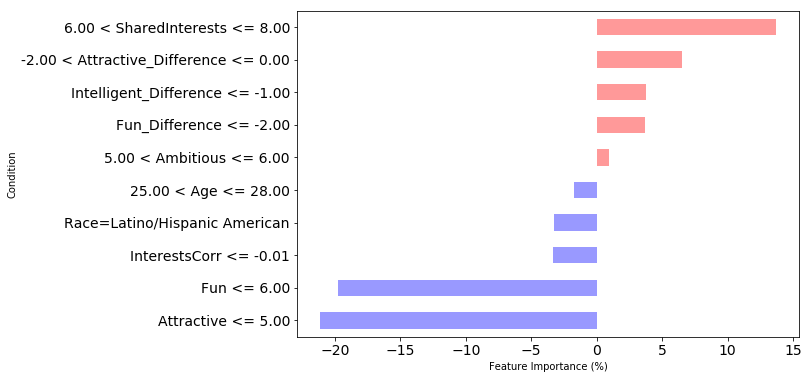 6.00 < SharedInterests <= 8.00
-2.00 < Attractive_Difference <= 0.00
Intelligent_Difference <= -1.00
Fun_Difference <= -2.00
5.00 < Ambitious <= 6.00
25.00 < Age <= 28.00
Race=Latino/Hispanic American
InterestsCorr <= -0.01
Fun <= 6.00
Attractive <= 5.00
Condition
−20 −15 −10 −5 0 5 10 15
Feature Importance (%)